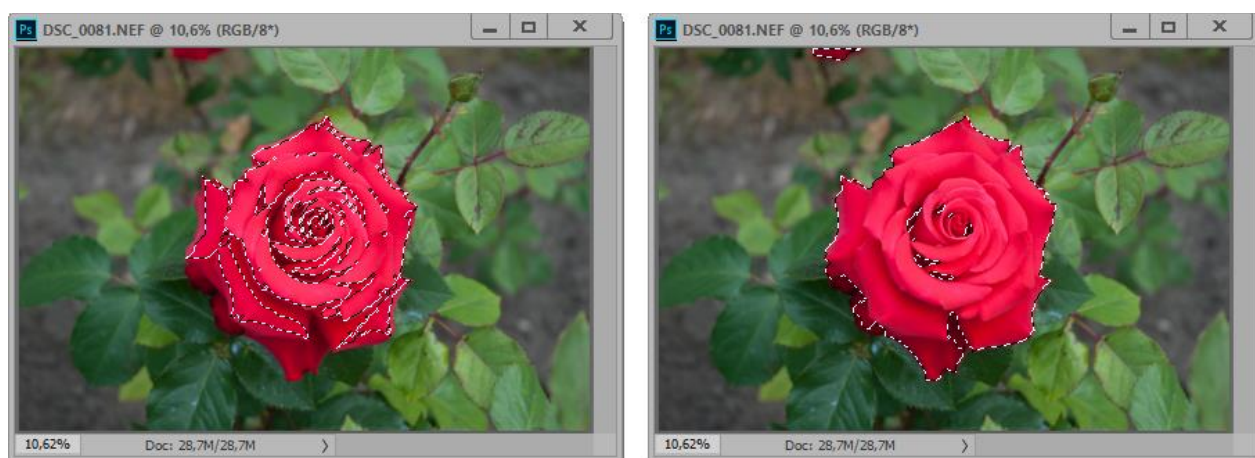 Ps DSC_0081.NEF @ 10,6% (RGB/8*)
10,62% Doc: 28,7M/28,7M
Ps DSC_0081.NEF @ 10,6% (RGB/8*)
10,62% Doc: 28,7M/28,7M